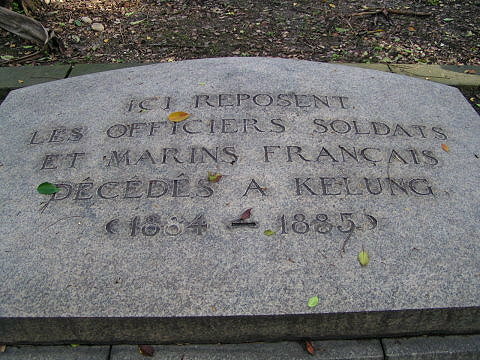 ICI REPOSENT
LES OFFICIERS SOLDATS
ET MARINS FRANÇAIS
DÉCÉDÉS A KELUNG
(1884 - 1885)